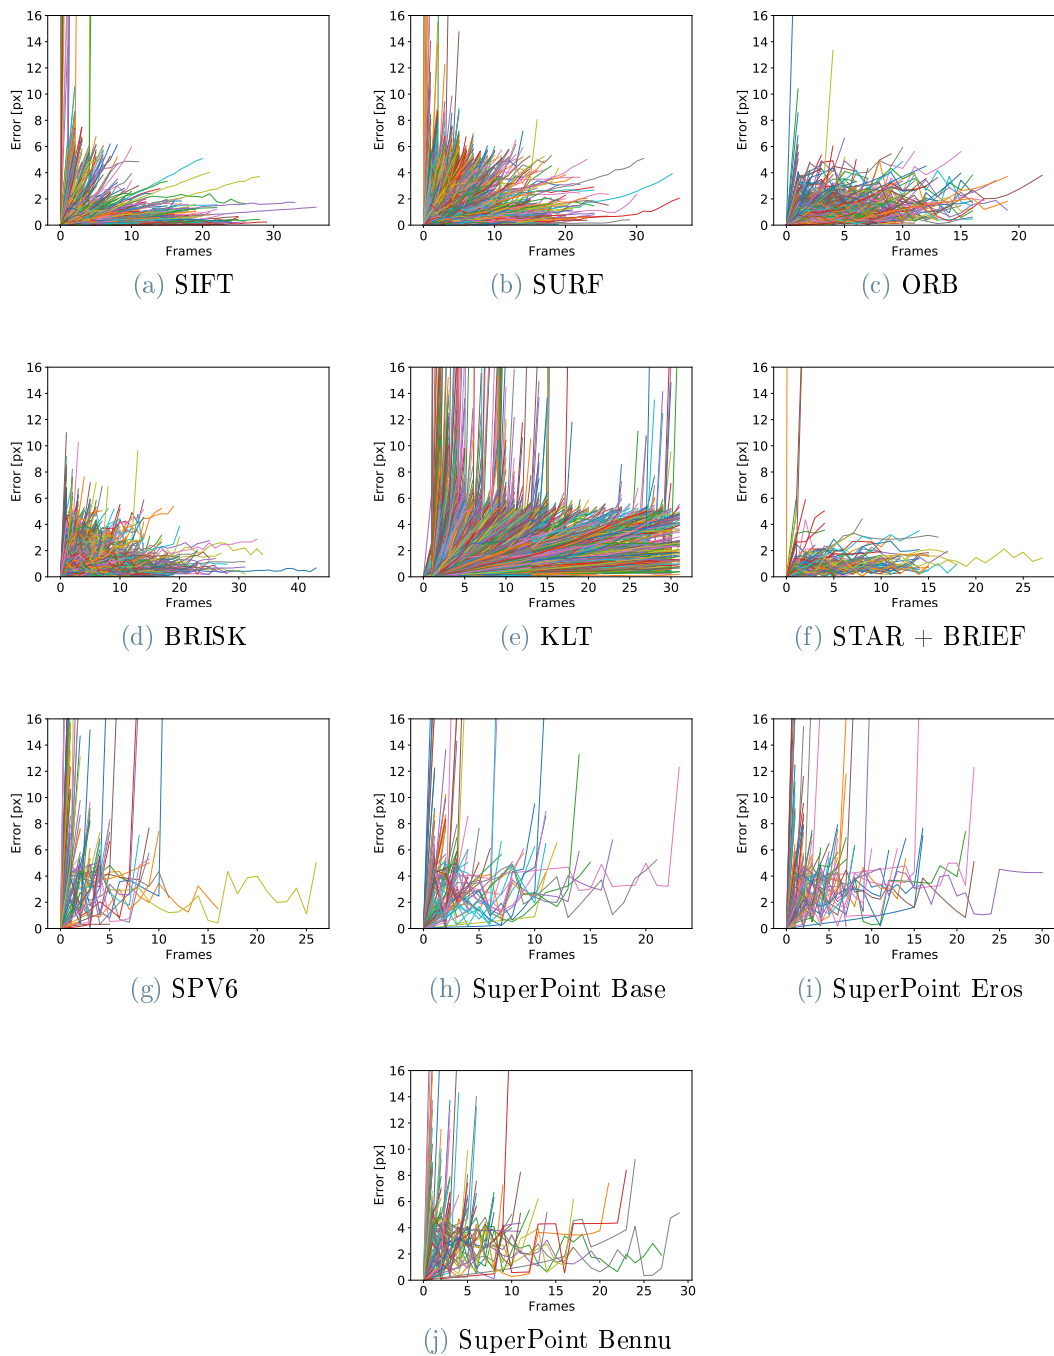 16
14
12
10
8
6
4
2
0
Error [px]
0 10 20 30
Frames
(a) SIFT
16
14
12
10
8
6
4
2
0
Error [px]
0 10 20 30
Frames
(b) SURF
16
14
12
10
8
6
4
2
0
Error [px]
0 5 10 15 20
Frames
(c) ORB
16
14
12
10
8
6
4
2
0
Error [px]
0 10 20 30 40
Frames
(d) BRISK
16
14
12
10
8
6
4
2
0
Error [px]
0 5 10 15 20 25 30
Frames
(e) KLT
16
14
12
10
8
6
4
2
0
Error [px]
0 5 10 15 20 25
Frames
(f) STAR + BRIEF
16
14
12
10
8
6
4
2
0
Error [px]
0 5 10 15 20 25
Frames
(g) SPV6
16
14
12
10
8
6
4
2
0
Error [px]
0 5 10 15 20
Frames
(h) SuperPoint Base
16
14
12
10
8
6
4
2
0
Error [px]
0 5 10 15 20 25 30
Frames
(i) SuperPoint Eros
16
14
12
10
8
6
4
2
0
Error [px]
0 5 10 15 20 25 30
Frames
(j) SuperPoint Bennu